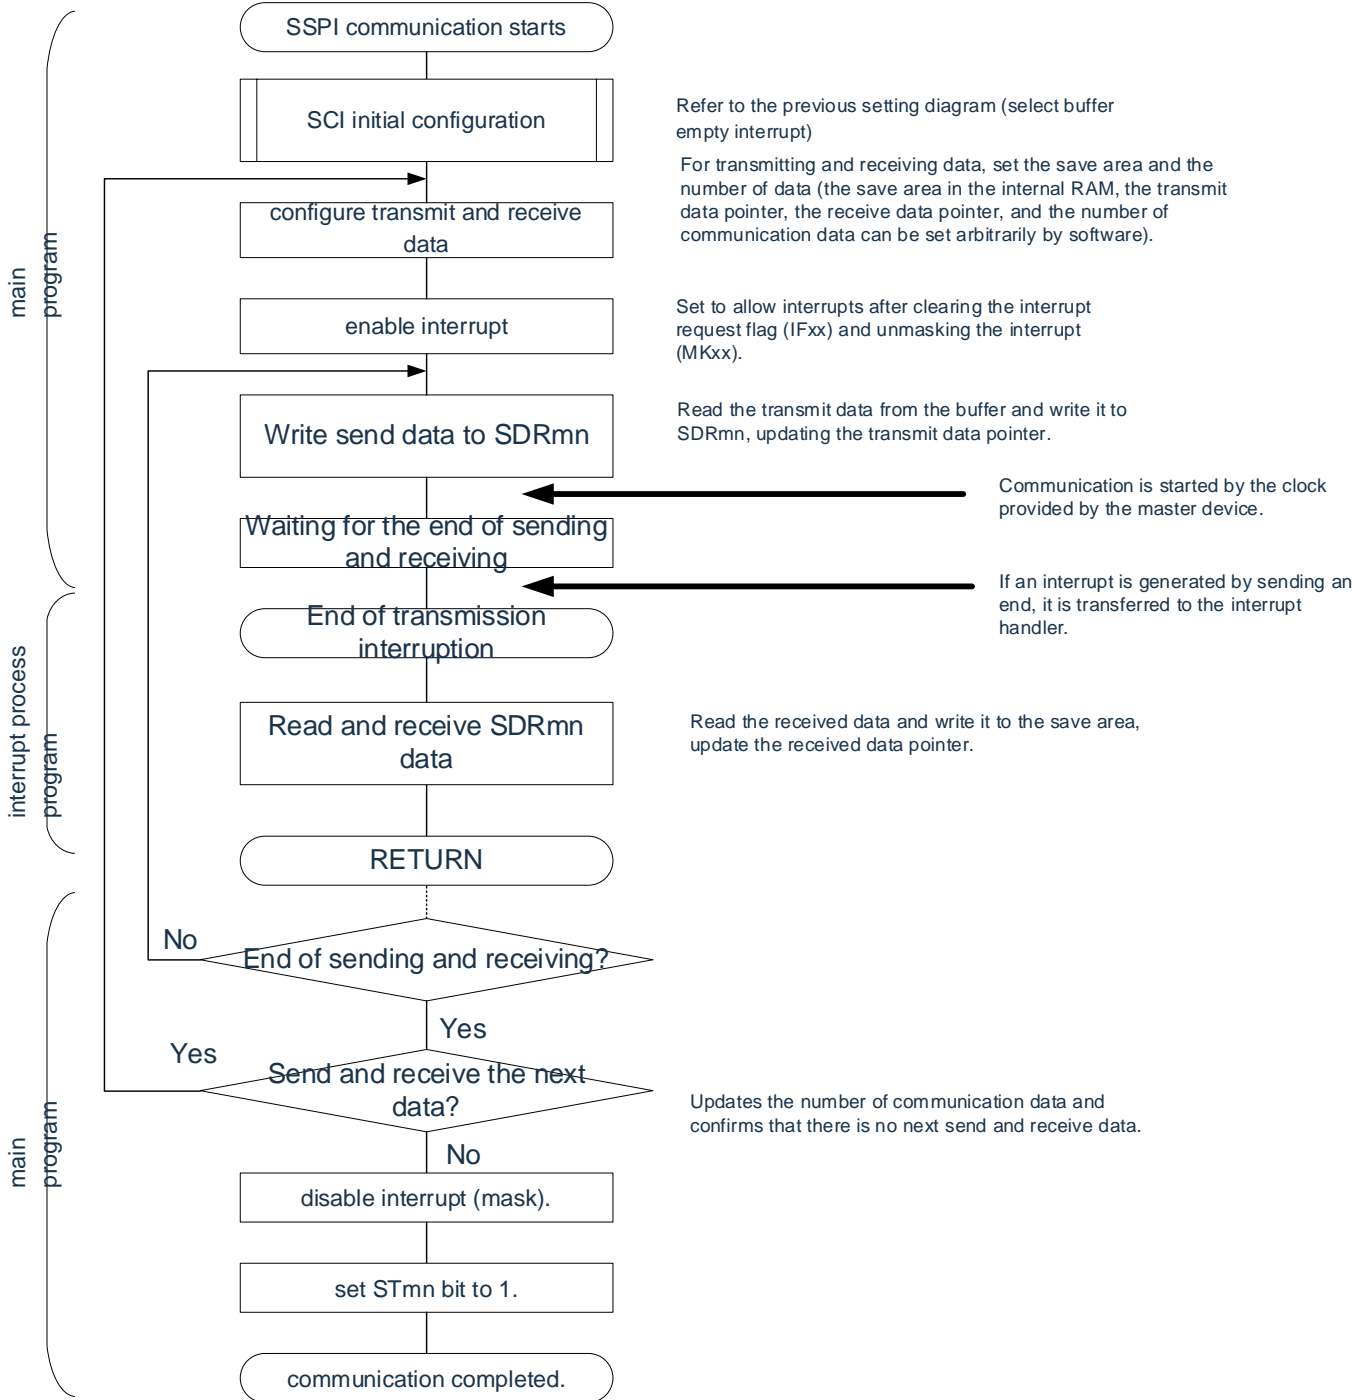 SSPI communication starts
SCI initial configuration
Refer to the previous setting diagram (select buffer
empty interrupt)
For transmitting and receiving data, set the save area and the
number of data (the save area in the internal RAM, the transmit
data pointer, the receive data pointer, and the number of
communication data can be set arbitrarily by software).
configure transmit and receive
data
main
program
enable interrupt
Set to allow interrupts after clearing the interrupt
request flag (IFxx) and unmasking the interrupt
(MKxx).
Write send data to SDRmn
Read the transmit data from the buffer and write it to
SDRmn, updating the transmit data pointer.
Communication is started by the clock
provided by the master device.
Waiting for the end of sending
and receiving
If an interrupt is generated by sending an
end, it is transferred to the interrupt
handler.
End of transmission
interruption
interrupt process
program
Read and receive SDRmn
data
Read the received data and write it to the save area,
update the received data pointer.
RETURN
No
End of sending and receiving?
Yes
Yes
Send and receive the next
data?
Updates the number of communication data and
confirms that there is no next send and receive data.
No
main
program
disable interrupt (mask).
set STmn bit to 1.
communication completed.